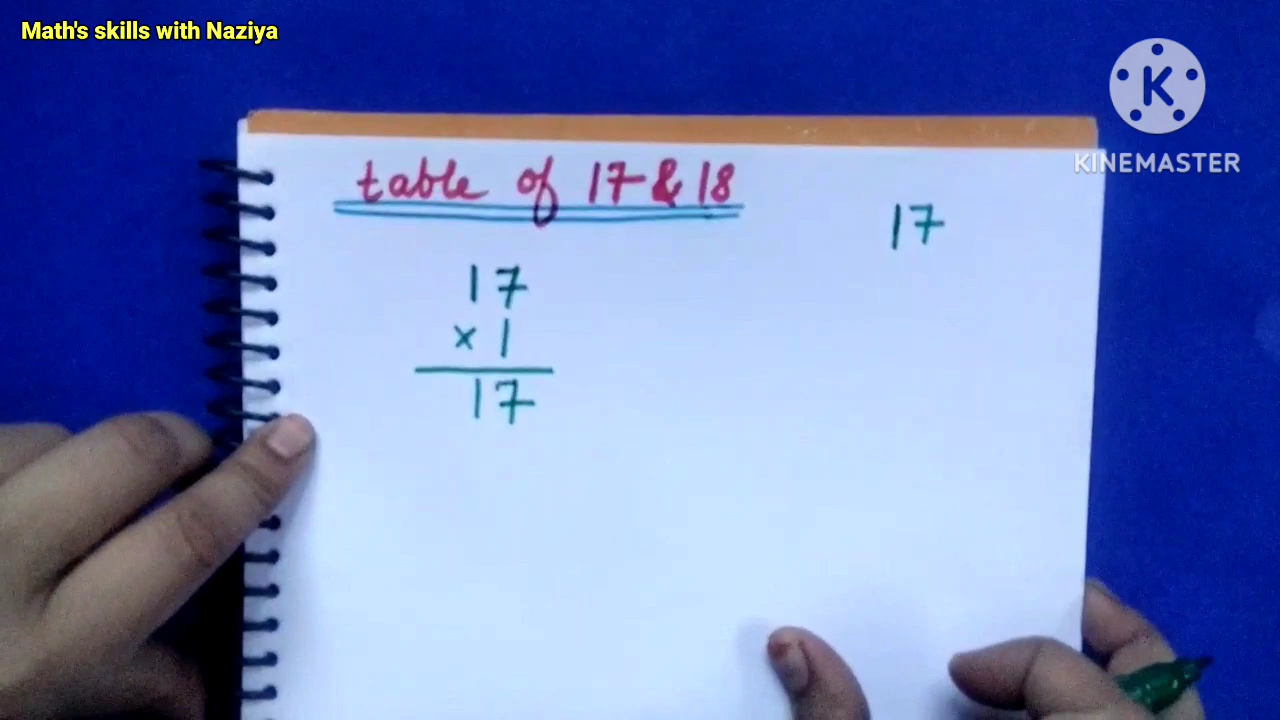 Math's skills with Naziya
KINEMASTER
table of 17 & 18
17
17
× 1
17